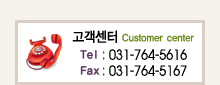 고객센터 Customer center
Tel : 031-764-5616
Fax : 031-764-5167